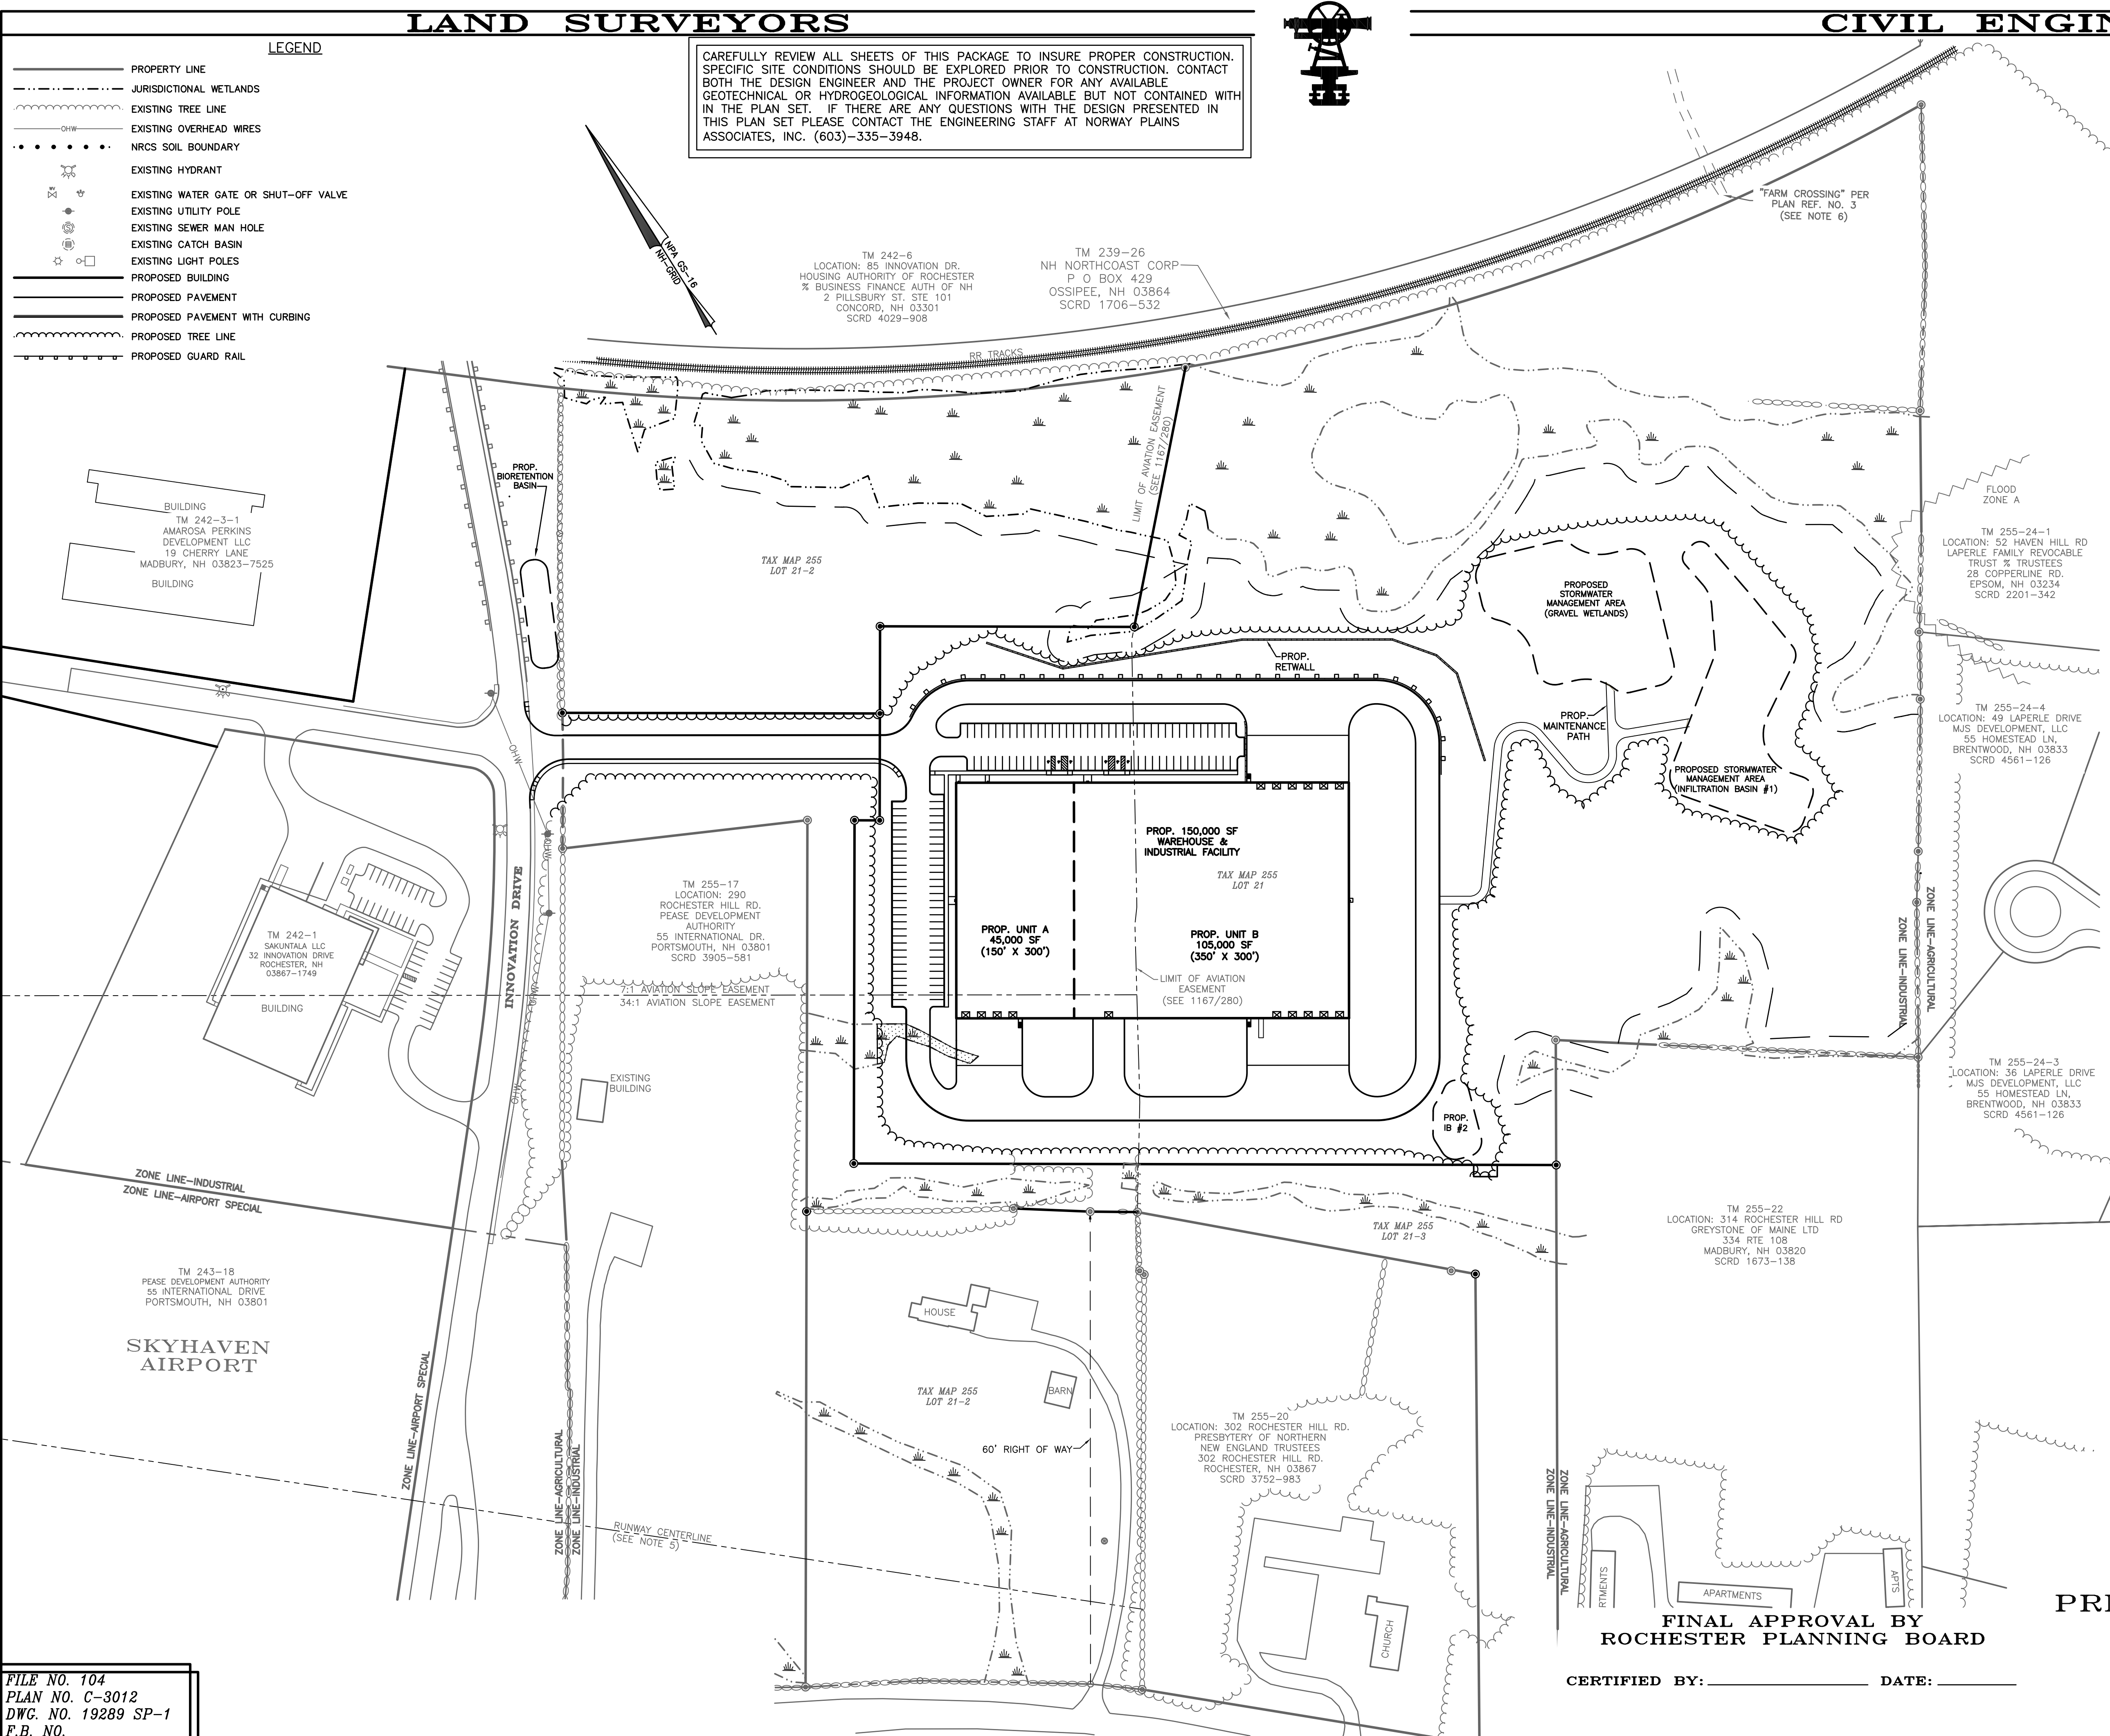 LAND SURVEYORS
CIVIL ENGIN
LEGEND
PROPERTY LINE
JURISDICTIONAL WETLANDS
EXISTING TREE LINE
OHW
EXISTING OVERHEAD WIRES
NRCS SOIL BOUNDARY
EXISTING HYDRANT
WV
EXISTING WATER GATE OR SHUT-OFF VALVE
EXISTING UTILITY POLE
S
EXISTING SEWER MAN HOLE
EXISTING CATCH BASIN
EXISTING LIGHT POLES
PROPOSED BUILDING
PROPOSED PAVEMENT
PROPOSED PAVEMENT WITH CURBING
PROPOSED TREE LINE
PROPOSED GUARD RAIL
CAREFULLY REVIEW ALL SHEETS OF THIS PACKAGE TO INSURE PROPER CONSTRUCTION.
SPECIFIC SITE CONDITIONS SHOULD BE EXPLORED PRIOR TO CONSTRUCTION. CONTACT
BOTH THE DESIGN ENGINEER AND THE PROJECT OWNER FOR ANY AVAILABLE
GEOTECHNICAL OR HYDROGEOLOGICAL INFORMATION AVAILABLE BUT NOT CONTAINED WITH
IN THE PLAN SET. IF THERE ARE ANY QUESTIONS WITH THE DESIGN PRESENTED IN
THIS PLAN SET PLEASE CONTACT THE ENGINEERING STAFF AT NORWAY PLAINS
ASSOCIATES, INC. (603)-335-3948.
NPA GS-16
NH-GRID
TM 242-6
LOCATION: 85 INNOVATION DR.
HOUSING AUTHORITY OF ROCHESTER
% BUSINESS FINANCE AUTH OF NH
2 PILLSBURY ST. STE 101
CONCORD, NH 03301
SCRD 4029-908
TM 239-26
NH NORTHCOAST CORP
P O BOX 429
OSSIPEE, NH 03864
SCRD 1706-532
"FARM CROSSING" PER
PLAN REF. NO. 3
(SEE NOTE 6)
RR TRACKS
LIMIT OF AVIATION EASEMENT
(SEE 1167/280)
PROP.
BIORETENTION
BASIN
BUILDING
TM 242-3-1
AMAROSA PERKINS
DEVELOPMENT LLC
19 CHERRY LANE
MADBURY, NH 03823-7525
BUILDING
TAX MAP 255
LOT 21-2
FLOOD
ZONE A
TM 255-24-1
LOCATION: 52 HAVEN HILL RD
LAPERLE FAMILY REVOCABLE
TRUST % TRUSTEES
28 COPPERLINE RD.
EPSOM, NH 03234
SCRD 2201-342
PROPOSED
STORMWATER
MANAGEMENT AREA
(GRAVEL WETLANDS)
PROP.
RETWALL
PROP.
MAINTENANCE
PATH
PROPOSED STORMWATER
MANAGEMENT AREA
(INFILTRATION BASIN #1)
TM 255-24-4
LOCATION: 49 LAPERLE DRIVE
MJS DEVELOPMENT, LLC
55 HOMESTEAD LN,
BRENTWOOD, NH 03833
SCRD 4561-126
OHW
OHW
OHW
OHW
INNOVATION DRIVE
PROP. 150,000 SF
WAREHOUSE &
INDUSTRIAL FACILITY
TAX MAP 255
LOT 21
PROP. UNIT A
45,000 SF
(150' X 300')
PROP. UNIT B
105,000 SF
(350' X 300')
LIMIT OF AVIATION
EASEMENT
(SEE 1167/280)
TM 255-17
LOCATION: 290
ROCHESTER HILL RD.
PEASE DEVELOPMENT
AUTHORITY
55 INTERNATIONAL DR.
PORTSMOUTH, NH 03801
SCRD 3905-581
7:1 AVIATION SLOPE EASEMENT
34:1 AVIATION SLOPE EASEMENT
TM 242-1
SAKUNTALA LLC
32 INNOVATION DRIVE
ROCHESTER, NH
03867-1749
BUILDING
ZONE LINE-INDUSTRIAL
ZONE LINE-AGRICULTURAL
TM 255-24-3
LOCATION: 36 LAPERLE DRIVE
MJS DEVELOPMENT, LLC
55 HOMESTEAD LN,
BRENTWOOD, NH 03833
SCRD 4561-126
EXISTING
BUILDING
PROP.
IB #2
ZONE LINE-INDUSTRIAL
ZONE LINE-AIRPORT SPECIAL
TM 243-18
PEASE DEVELOPMENT AUTHORITY
55 INTERNATIONAL DRIVE
PORTSMOUTH, NH 03801
SKYHAVEN
AIRPORT
ZONE LINE-AIRPORT SPECIAL
ZONE LINE-AGRICULTURAL
ZONE LINE-INDUSTRIAL
RUNWAY CENTERLINE
(SEE NOTE 5)
HOUSE
BARN
TAX MAP 255
LOT 21-2
60' RIGHT OF WAY
TAX MAP 255
LOT 21-3
TM 255-22
LOCATION: 314 ROCHESTER HILL RD
GREYSTONE OF MAINE LTD
334 RTE 108
MADBURY, NH 03820
SCRD 1673-138
TM 255-20
LOCATION: 302 ROCHESTER HILL RD.
PRESBYTERY OF NORTHERN
NEW ENGLAND TRUSTEES
302 ROCHESTER HILL RD.
ROCHESTER, NH 03867
SCRD 3752-983
CHURCH
ZONE LINE-INDUSTRIAL
ZONE LINE-AGRICULTURAL
RTMENTS
APARTMENTS
APTS
PRE
FINAL APPROVAL BY
ROCHESTER PLANNING BOARD
CERTIFIED BY: DATE:
FILE NO. 104
PLAN NO. C-3012
DWG. NO. 19289 SP-1
F.B. NO.